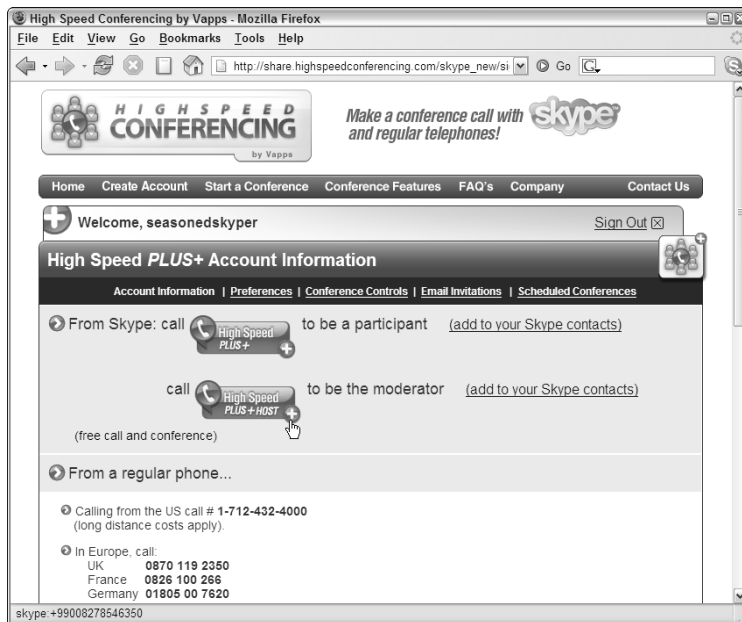 High Speed Conferencing by Vapps - Mozilla Firefox
File Edit View Go Bookmarks Tools Help
http://share.highspeedconferencing.com/skype_new/si Go G
HIGHSPEED
CONFERENCING
by Vapps
Make a conference call with skype
and regular telephones!
Home Create Account Start a Conference Conference Features FAQ's Company Contact Us
Welcome, seasonedskyper Sign Out
High Speed PLUS+ Account Information
Account Information | Preferences | Conference Controls | Email Invitations | Scheduled Conferences
From Skype: call High Speed PLUS+ to be a participant (add to your Skype contacts)
call High Speed PLUS+HOST to be the moderator (add to your Skype contacts)
(free call and conference)
From a regular phone...
Calling from the US call # 1-712-432-4000
(long distance costs apply).
In Europe, call:
UK 0870 119 2350
France 0826 100 266
Germany 01805 00 7620
skype:+99008278546350